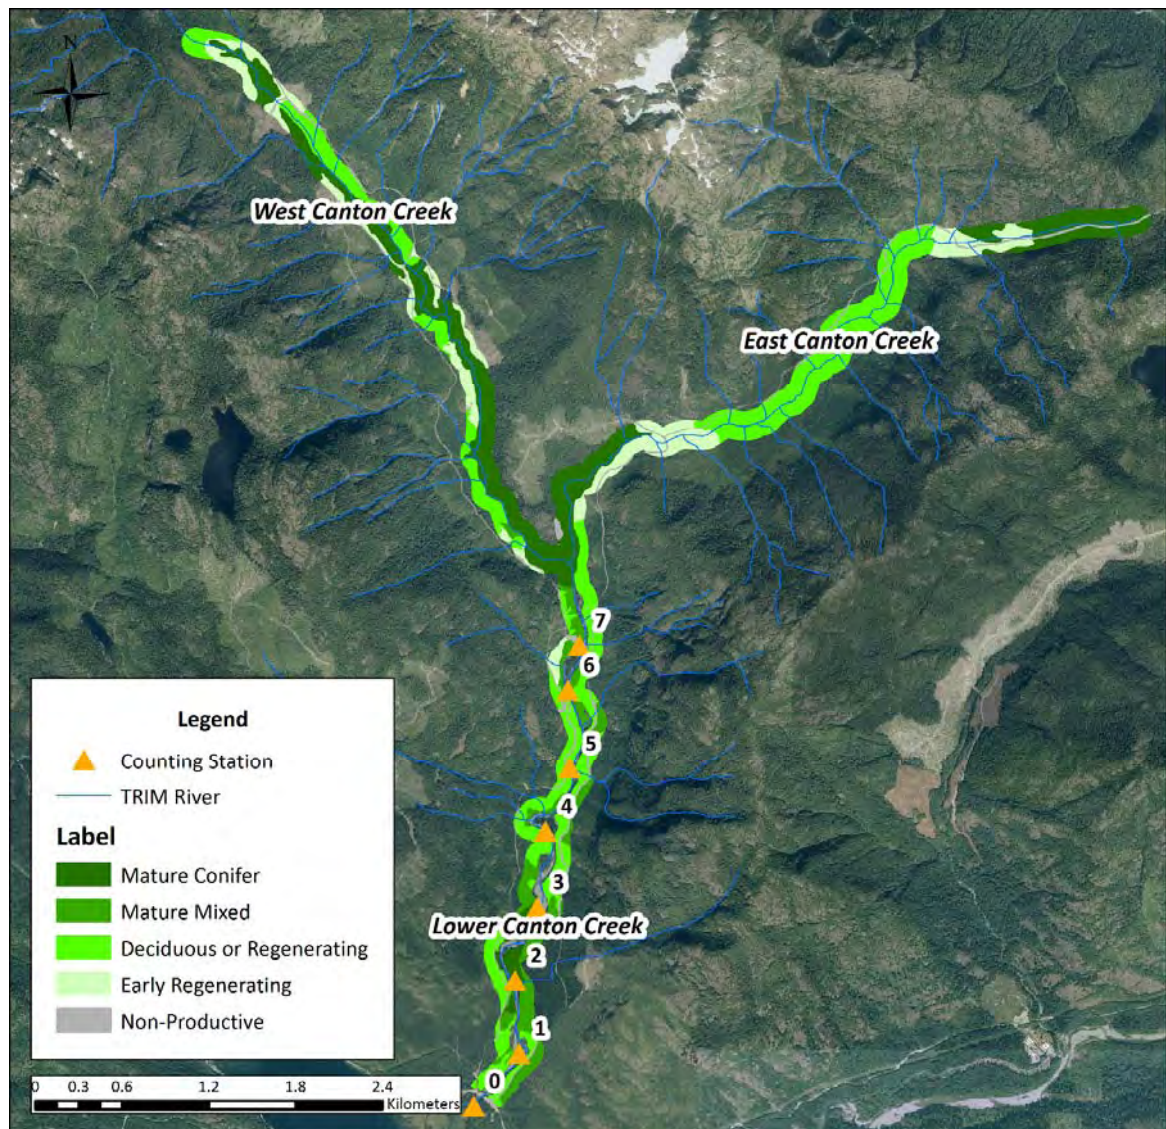 N
West Canton Creek
East Canton Creek
7
6
5
4
3
Lower Canton Creek
2
1
0
Legend
Counting Station
TRIM River
Label
Mature Conifer
Mature Mixed
Deciduous or Regenerating
Early Regenerating
Non-Productive
0 0.3 0.6 1.2 1.8 2.4
Kilometers